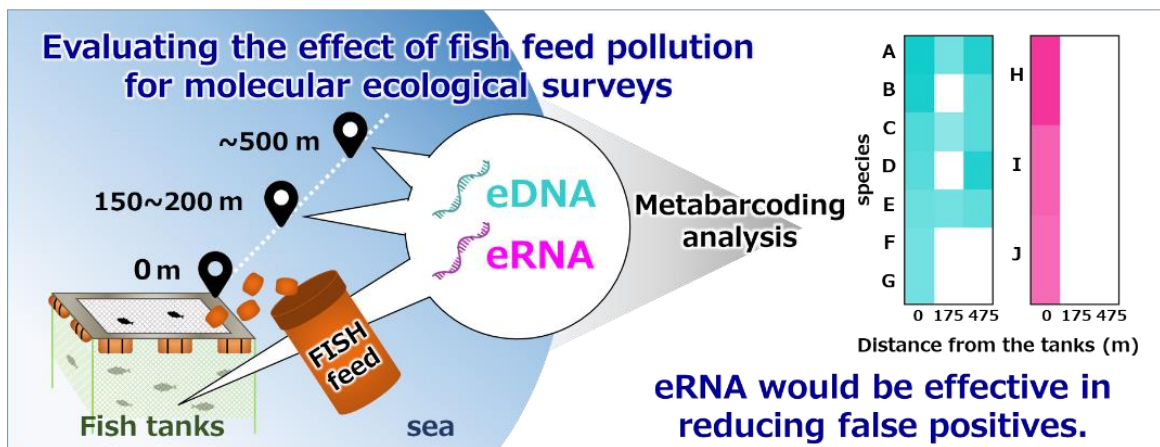 Evaluating the effect of fish feed pollution
for molecular ecological surveys
~500 m
150~200 m
0 m
FISH
feed
Fish tanks
sea
eDNA
eRNA
Metabarcoding
analysis
species
A
B
C
D
E
F
G
0 175 475
H
I
J
0 175 475
Distance from the tanks (m)
eRNA would be effective in
reducing false positives.